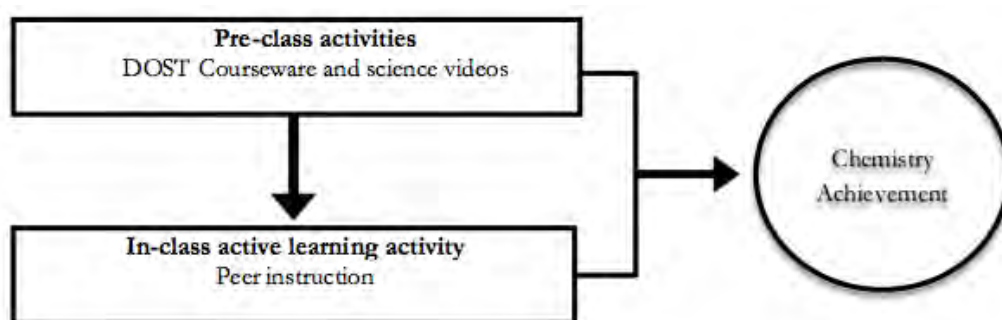 Pre-class activities
DOST Courseware and science videos
In-class active learning activity
Peer instruction
Chemistry
Achievement